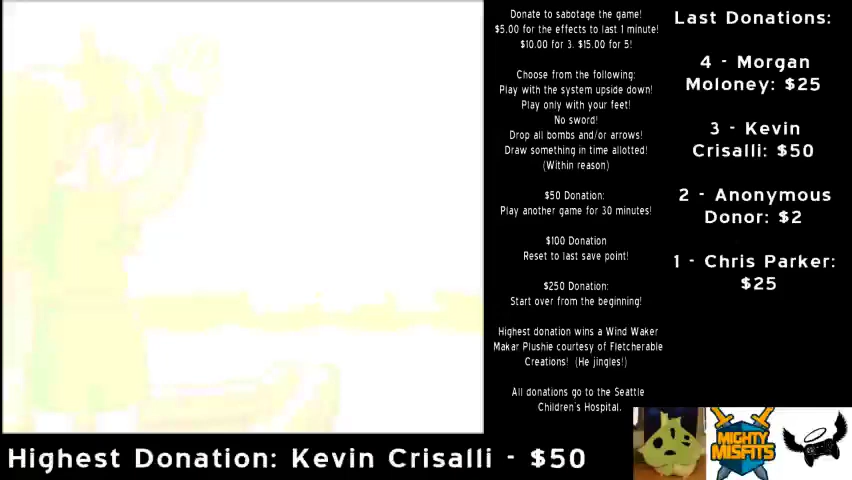 Donate to sabotage the game!
$5.00 for the effects to last 1 minute!
$10.00 for 3. $15.00 for 5!
Choose from the following:
Play with the system upside down!
Play only with your feet!
No sword!
Drop all bombs and/or arrows!
Draw something in time allotted!
(Within reason)
$50 Donation:
Play another game for 30 minutes!
$100 Donation
Reset to last save point!
$250 Donation:
Start over from the beginning!
Highest donation wins a Wind Waker
Makar Plushie courtesy of Fletcherable
Creations! (He jingles!)
All donations go to the Seattle
Children's Hospital.
Last Donations:
4 - Morgan
Moloney: $25
3 - Kevin
Crisalli: $50
2 - Anonymous
Donor: $2
1 - Chris Parker:
$25
MIGHTY
MISFITS
Highest Donation: Kevin Crisalli - $50